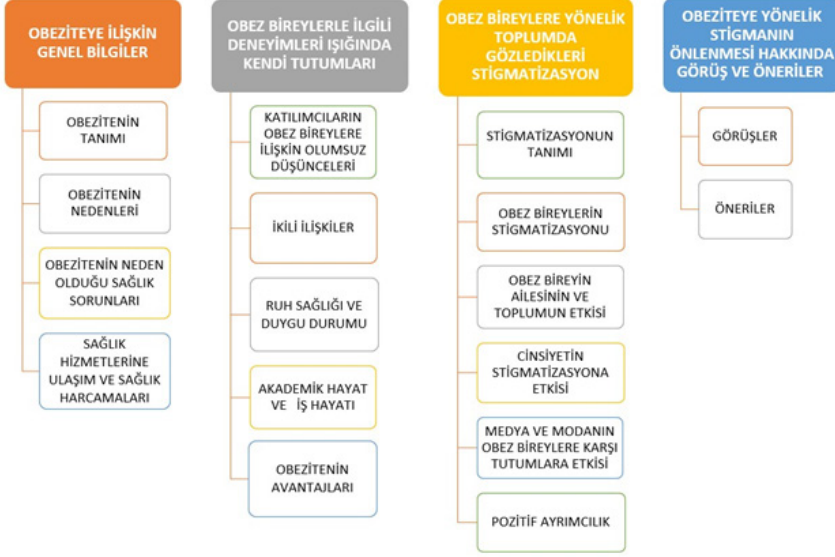 OBEZİTEYE İLİŞKİN
GENEL BİLGİLER
OBEZİTENİN
TANIMI
OBEZİTENİN
NEDENLERİ
OBEZİTENİN NEDEN
OLDUĞU SAĞLIK
SORUNLARI
SAĞLIK
HİZMETLERİNE
ULAŞIM VE SAĞLIK
HARCAMALARI
OBEZ BİREYLERLE İLGİLİ
DENEYİMLERİ IŞIĞINDA
KENDİ TUTUMLARI
KATILIMCILARIN
OBEZ BİREYLERE
İLİŞKİN OLUMSUZ
DÜŞÜNCELERİ
İKİLİ İLİŞKİLER
RUH SAĞLIĞI VE
DUYGU DURUMU
AKADEMİK HAYAT
VE İŞ HAYATI
OBEZİTENİN
AVANTAJLARI
OBEZ BİREYLERE YÖNELİK
TOPLUMDA
GÖZLEDİKLERİ
STİGMATİZASYON
STİGMATİZASYONUN
TANIMI
OBEZ BİREYLERİN
STİGMATİZASYONU
OBEZ BİREYİN
AİLESİNİN VE
TOPLUMUN ETKİSİ
CİNSİYETİN
STİGMATİZASYONA
ETKİSİ
MEDYA VE MODANIN
OBEZ BİREYLERE KARŞI
TUTUMLARA ETKİSİ
POZİTİF AYRIMCILIK
OBEZİTEYE YÖNELİK
STİGMANIN
ÖNLENMESİ HAKKINDA
GÖRÜŞ VE ÖNERİLER
GÖRÜŞLER
ÖNERİLER